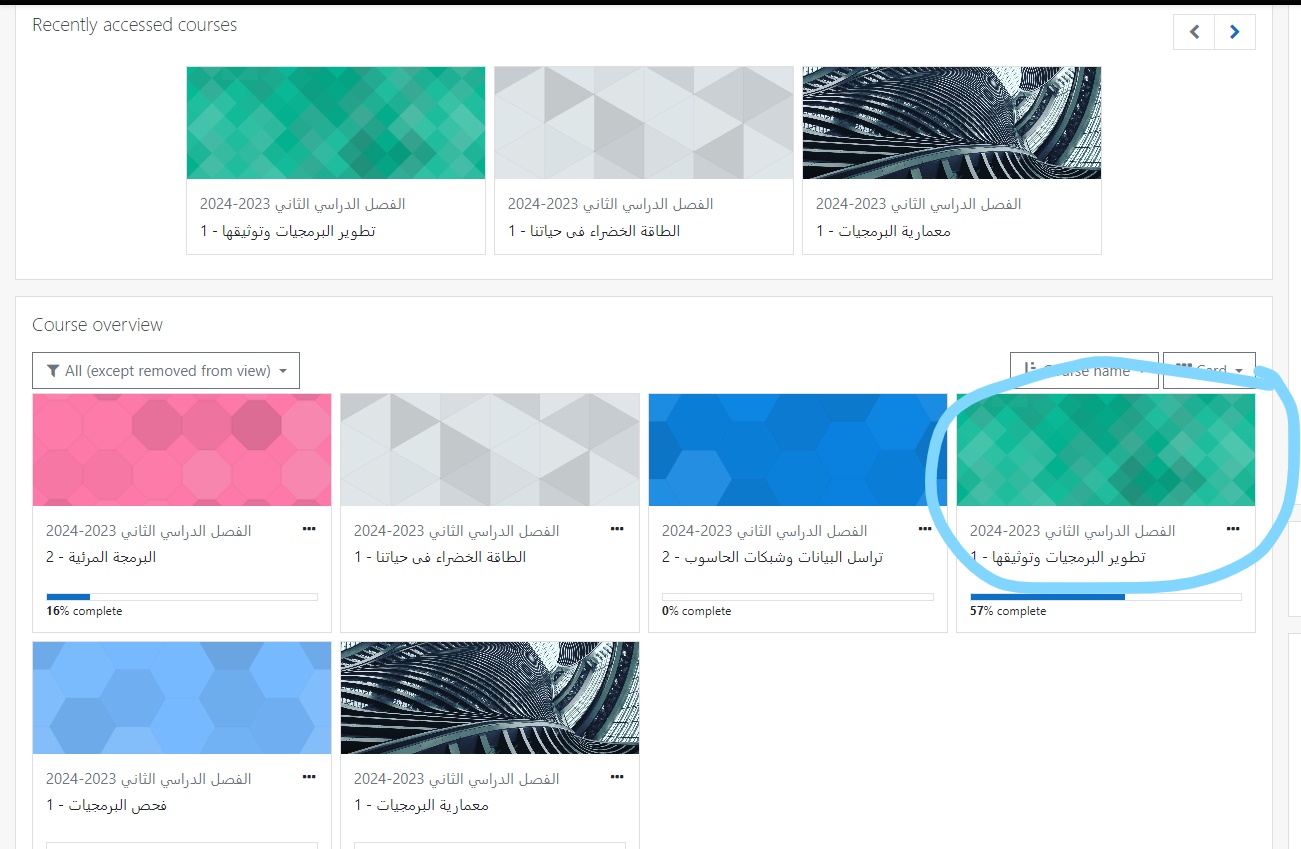 Recently accessed courses
الفصل الدراسي الثاني 2023-2024
تطوير البرمجيات وتوثيقها - 1
الفصل الدراسي الثاني 2023-2024
الطاقة الخضراء في حياتنا - 1
الفصل الدراسي الثاني 2023-2024
معمارية البرمجيات - 1
Course overview
All (except removed from view)
Course name
Card
الفصل الدراسي الثاني 2023-2024
البرمجة المرئية - 2
16% complete
الفصل الدراسي الثاني 2023-2024
الطاقة الخضراء في حياتنا - 1
الفصل الدراسي الثاني 2023-2024
تراسل البيانات وشبكات الحاسوب - 2
0% complete
الفصل الدراسي الثاني 2023-2024
تطوير البرمجيات وتوثيقها - 1
57% complete
الفصل الدراسي الثاني 2023-2024
فحص البرمجيات - 1
الفصل الدراسي الثاني 2023-2024
معمارية البرمجيات - 1